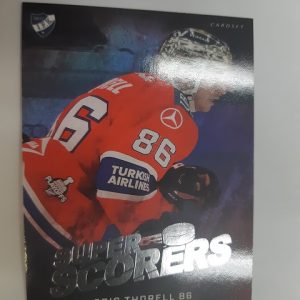 CARDSET
86
86
TURKISH
AIRLINES
SUPER
SCORERS
THORELL 86